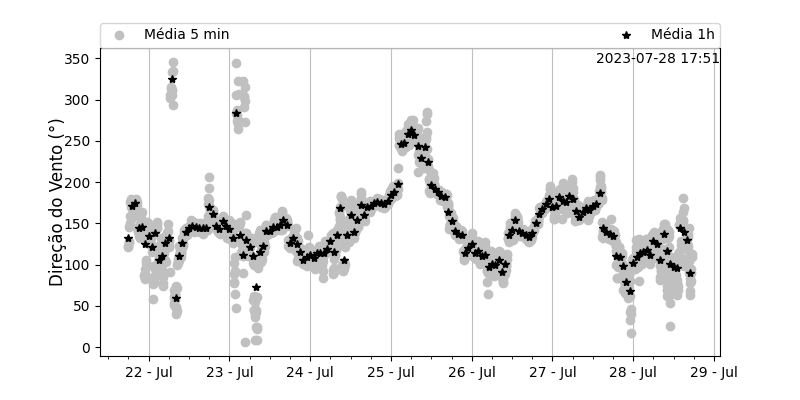 Média 5 min
Média 1h
2023-07-28 17:51
Direção do Vento (°)
350
300
250
200
150
100
50
0
22 - Jul
23 - Jul
24 - Jul
25 - Jul
26 - Jul
27 - Jul
28 - Jul
29 - Jul